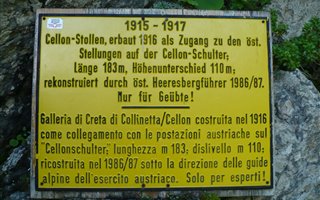 1915 - 1917
Cellon-Stollen, erbaut 1916 als Zugang zu den öst.
Stellungen auf der Cellon-Schulter;
Länge 183m, Höhenunterschied 110m;
rekonstruiert durch öst. Heeresbergführer 1986/87.
Nur für Geübte!
Galleria di Creta di Collinetta/Cellon costruita nel 1916
come collegamento con le postazioni austriache sul
"Cellonschulter;" lunghezza m 183; dislivello m 110;
ricostruita nel 1986/87 sotto la direzione delle guide
alpine dell'esercito austriaco. Solo per esperti!